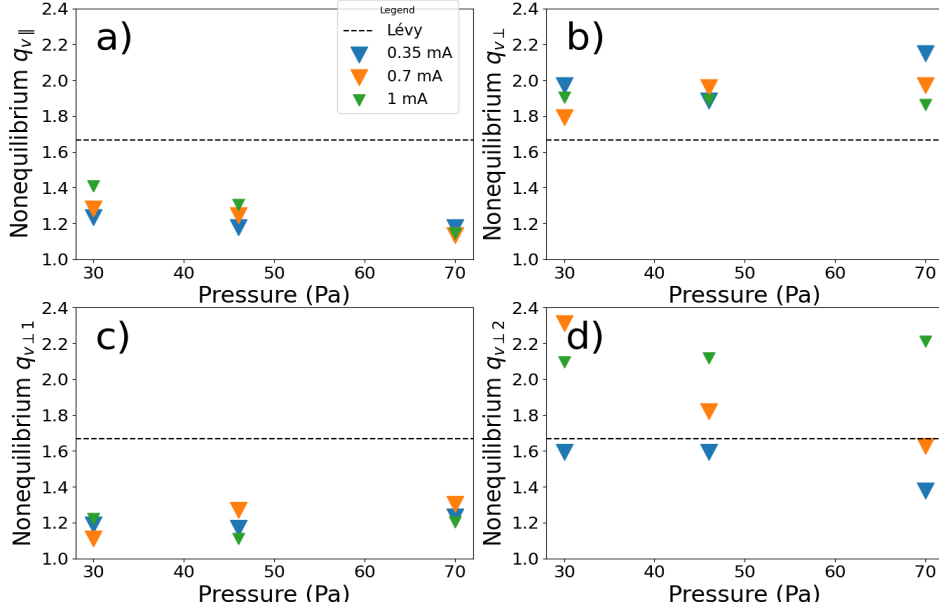 Legend
Lévy
0.35 mA
0.7 mA
1 mA
a)
Nonequilibrium q_{v∥}
2.4
2.2
2.0
1.8
1.6
1.4
1.2
1.0
30 40 50 60 70
Pressure (Pa)
b)
Nonequilibrium q_{v⊥}
2.4
2.2
2.0
1.8
1.6
1.4
1.2
1.0
30 40 50 60 70
Pressure (Pa)
c)
Nonequilibrium q_{v⊥1}
2.4
2.2
2.0
1.8
1.6
1.4
1.2
1.0
30 40 50 60 70
Pressure (Pa)
d)
Nonequilibrium q_{v⊥2}
2.4
2.2
2.0
1.8
1.6
1.4
1.2
1.0
30 40 50 60 70
Pressure (Pa)